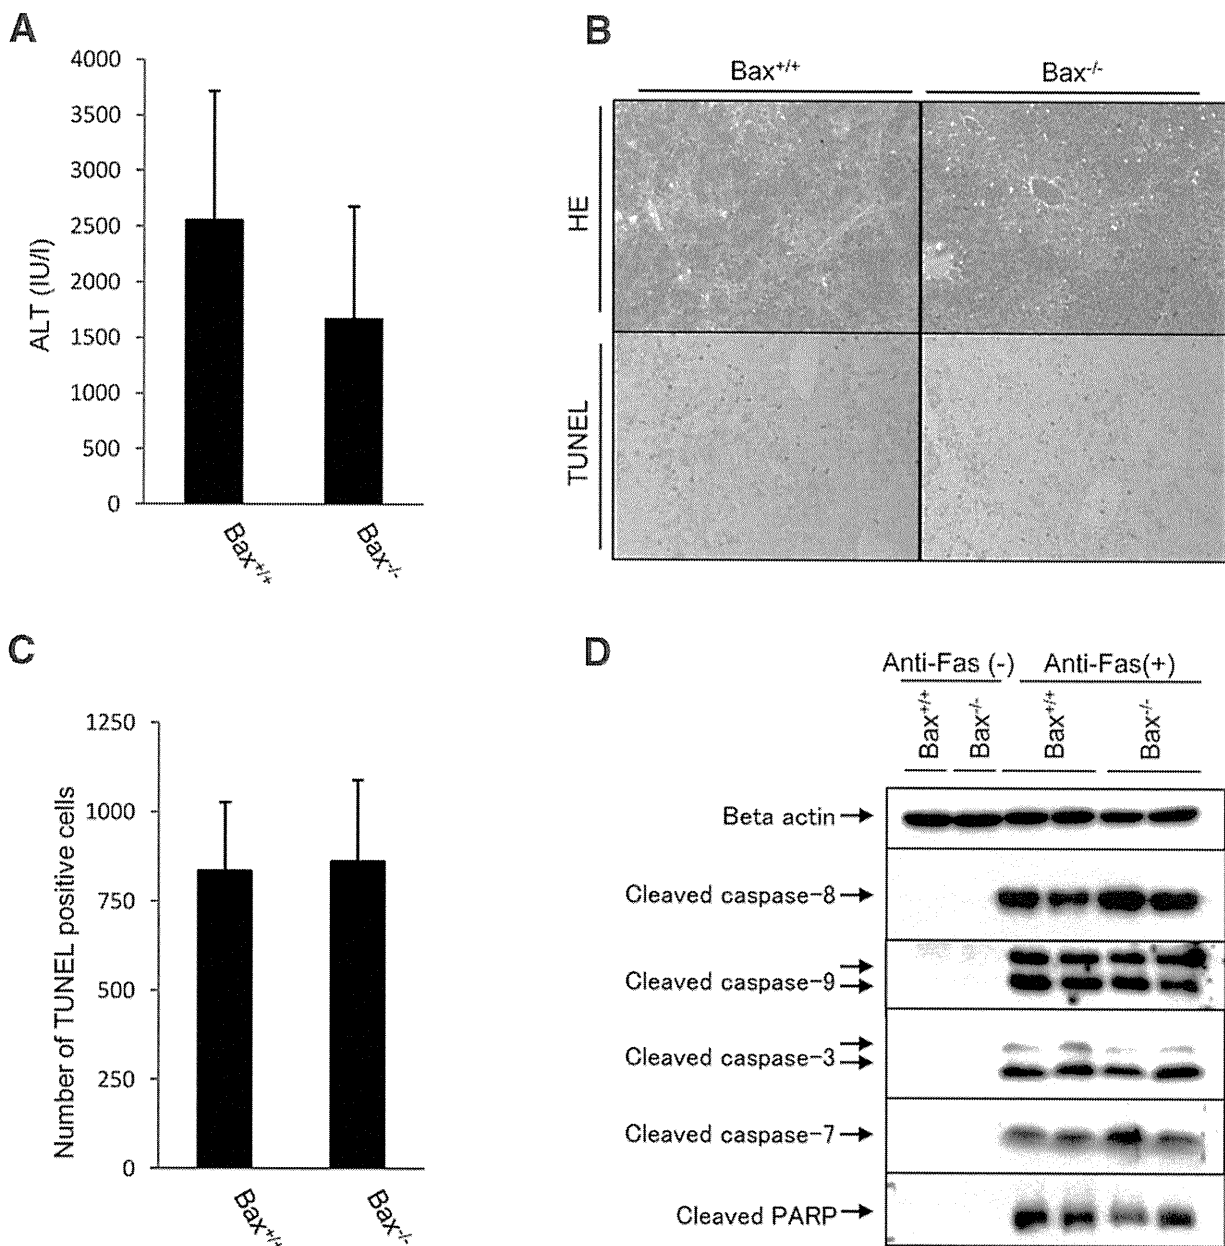 A
4000
3500
3000
2500
2000
1500
1000
500
0
ALT (IU/l)
Bax+/+
Bax-/-
B
Bax+/+
Bax-/-
HE
TUNEL
C
1250
1000
750
500
250
0
Number of TUNEL positive cells
Bax+/+
Bax-/-
D
Anti-Fas (-) Anti-Fas(+)
Bax+/+
Bax-/-
Bax+/+
Bax-/-
Beta actin
Cleaved caspase-8
Cleaved caspase-9
Cleaved caspase-3
Cleaved caspase-7
Cleaved PARP